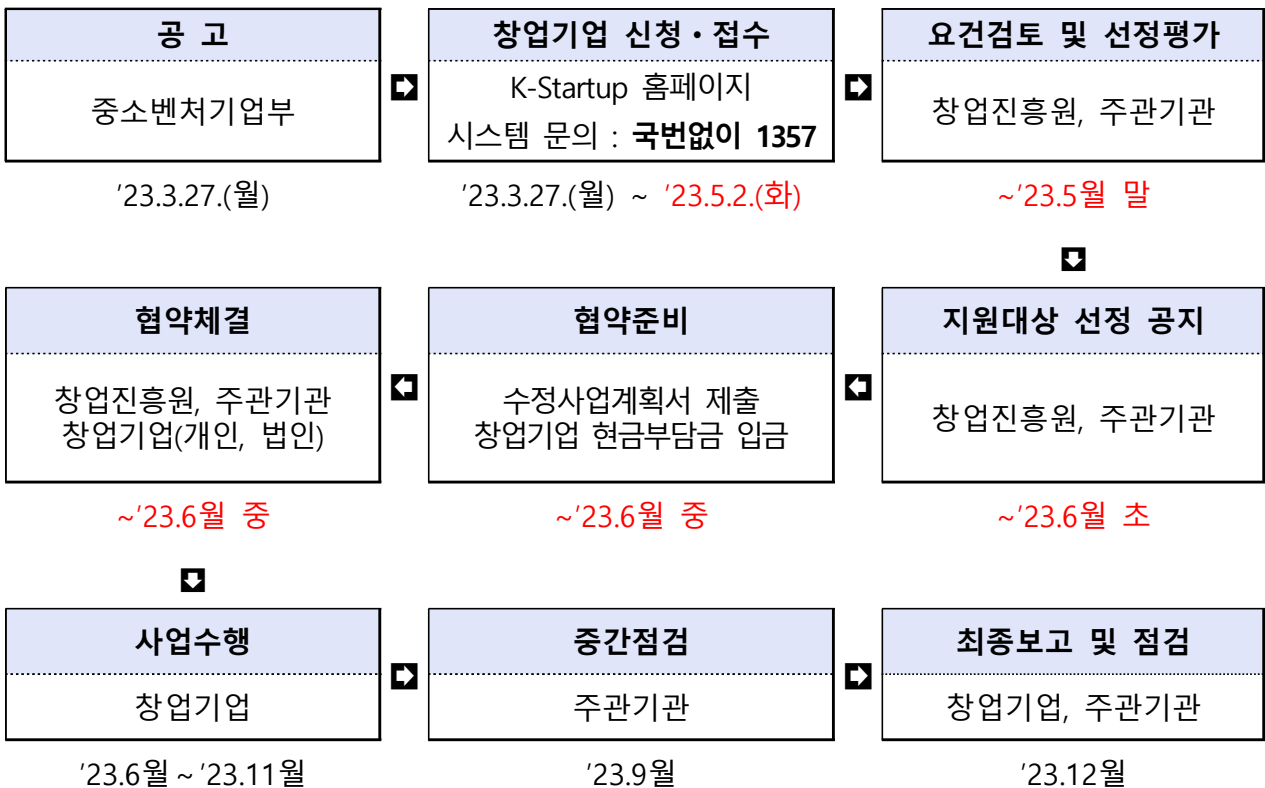 공 고
중소벤처기업부
'23.3.27.(월)
창업기업 신청・접수
K-Startup 홈페이지
시스템 문의 : 국번없이 1357
'23.3.27.(월) ~ '23.5.2.(화)
요건검토 및 선정평가
창업진흥원, 주관기관
~'23.5월 말
지원대상 선정 공지
창업진흥원, 주관기관
~'23.6월 초
협약준비
수정사업계획서 제출
창업기업 현금부담금 입금
~'23.6월 중
협약체결
창업진흥원, 주관기관
창업기업(개인, 법인)
~'23.6월 중
사업수행
창업기업
'23.6월 ~ '23.11월
중간점검
주관기관
'23.9월
최종보고 및 점검
창업기업, 주관기관
'23.12월